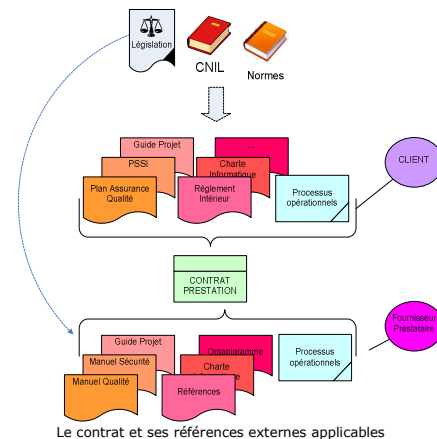 Législation
CNIL
Normes
Guide Projet
...
PSSI
Charte
Informatique
CLIENT
Plan Assurance
Qualité
Règlement
Intérieur
Processus
opérationnels
CONTRAT
PRESTATION
Fournisseur
Prestataire
Guide Projet
Organigramme
Processus
opérationnels
Manuel Sécurité
Charte
Manuel Qualité
Références
Le contrat et ses références externes applicables